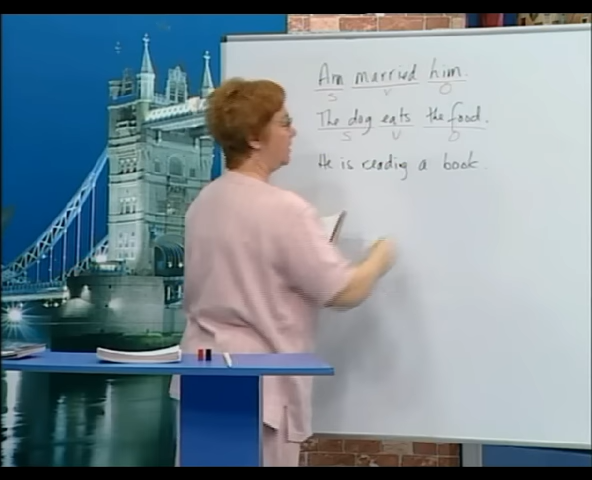 Ann married him.
S V O
The dog eats the food.
S V O
He is reading a book.